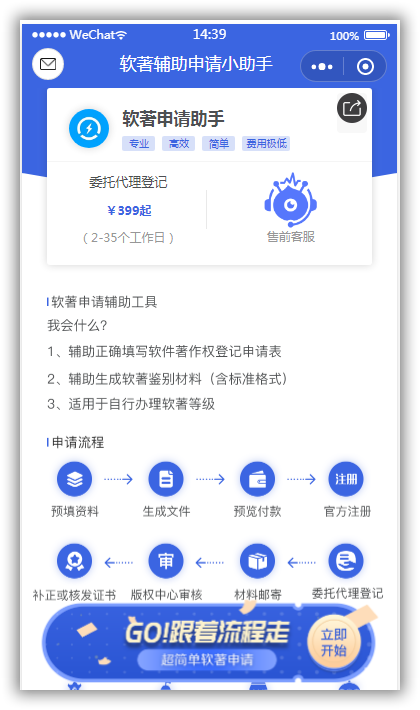 WeChat 14:39 100%
软著辅助申请小助手
软著申请助手
专业 高效 简单 费用极低
委托代理登记
￥399起
（2-35个工作日）
售前客服
软著申请辅助工具
我会什么？
1、辅助正确填写软件著作权登记申请表
2、辅助生成软著鉴别材料（含标准格式）
3、适用于自行办理软著等级
申请流程
注册
预填资料 生成文件 预览付款 官方注册
审
补正或核发证书 版权中心审核 材料邮寄 委托代理登记
GO!跟着流程走
超简单软著申请
立即
开始